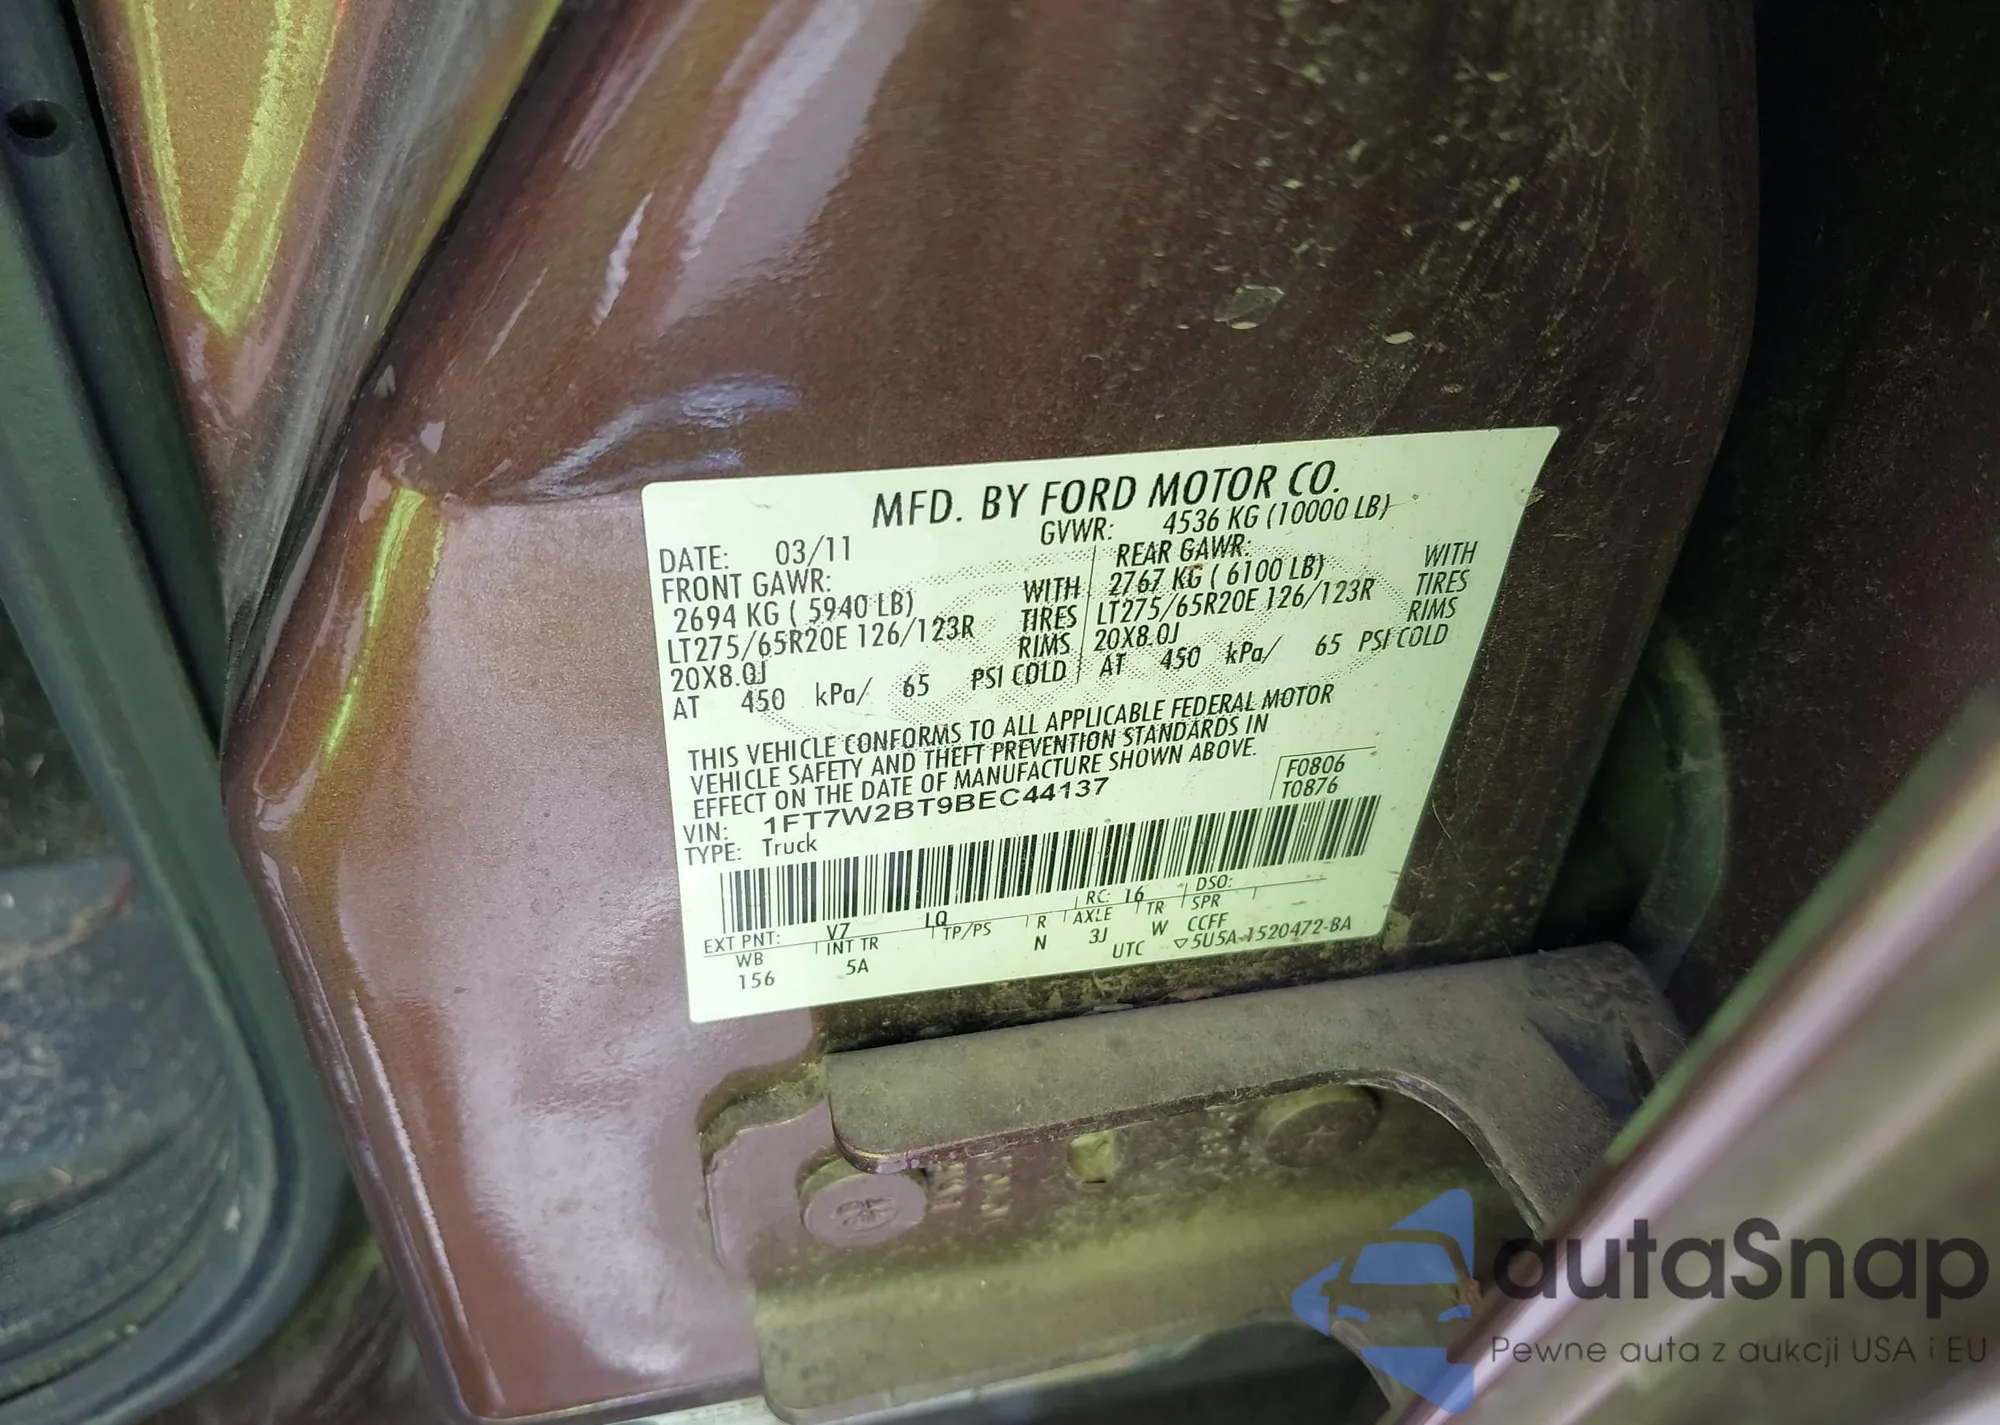 MFD. BY FORD MOTOR CO.
DATE: 03/11 GVWR: 4536 KG (10000 LB)
FRONT GAWR: REAR GAWR:
2694 KG ( 5940 LB) WITH 2767 KG ( 6100 LB) WITH
LT275/65R20E 126/123R TIRES LT275/65R20E 126/123R TIRES
20X8.0J RIMS 20X8.0J RIMS
AT 450 kPa/ 65 PSI COLD AT 450 kPa/ 65 PSI COLD
THIS VEHICLE CONFORMS TO ALL APPLICABLE FEDERAL MOTOR
VEHICLE SAFETY AND THEFT PREVENTION STANDARDS IN
EFFECT ON THE DATE OF MANUFACTURE SHOWN ABOVE.
F0806
T0876
VIN: 1FT7W2BT9BEC44137
TYPE: Truck
EXT PNT: V7 LQ RC: 16 DSO:
WB INT TR TP/PS R AXLE TR SPR
156 5A N 3J W CCFF
UTC ▽5U5A-1520472-BA
autaSnap
Pewne auta z aukcji USA i EU